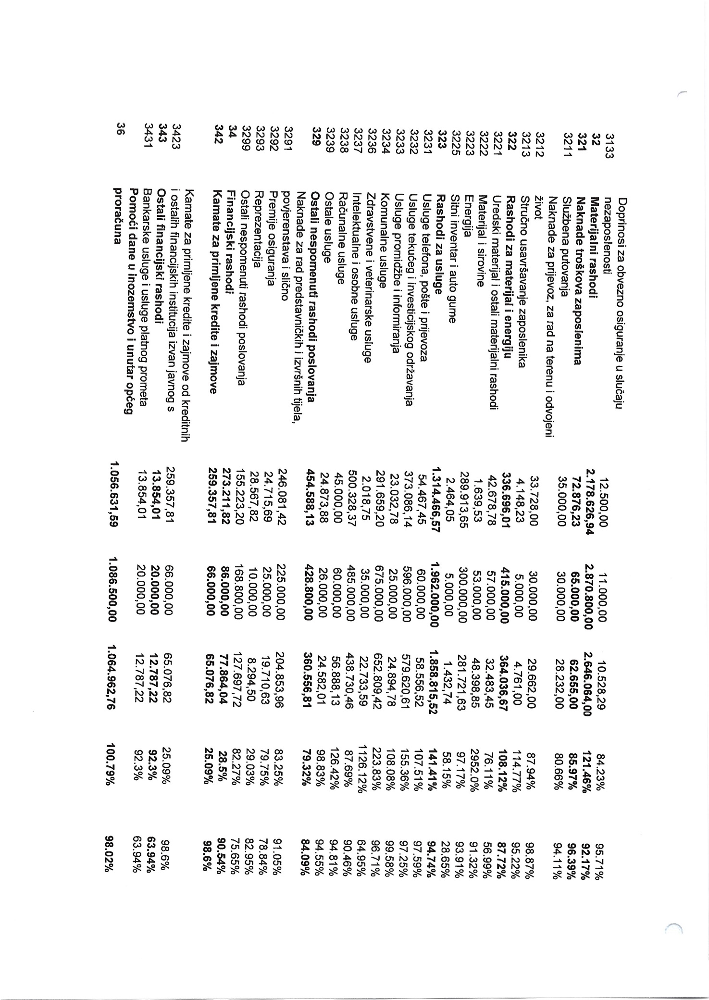 Doprinosi za obvezno osiguranje u slučaju
3133 nezaposlenosti 12.500,00 11.000,00 10.528,29 84.23% 95.71%
32 Materijalni rashodi 2.178.626,94 2.870.800,00 2.646.064,00 121.46% 92.17%
321 Naknade troškova zaposlenima 72.876,23 65.000,00 62.655,00 85.97% 96.39%
3211 Službena putovanja 35.000,00 30.000,00 28.232,00 80.66% 94.11%
Naknade za prijevoz, za rad na terenu i odvojeni
3212 život 33.728,00 30.000,00 29.662,00 87.94% 98.87%
3213 Stručno usavršavanje zaposlenika 4.148,23 5.000,00 4.761,00 114.77% 95.22%
322 Rashodi za materijal i energiju 336.696,01 415.000,00 364.036,67 108.12% 87.72%
3221 Uredski materijal i ostali materijalni rashodi 42.678,78 57.000,00 32.483,45 76.11% 56.99%
3222 Materijal i sirovine 1.639,53 53.000,00 48.398,85 2952.0% 91.32%
3223 Energija 289.913,65 300.000,00 281.721,63 97.17% 93.91%
3225 Sitni inventar i auto gume 2.464,05 5.000,00 1.432,74 58.15% 28.65%
323 Rashodi za usluge 1.314.466,57 1.962.000,00 1.858.815,52 141.41% 94.74%
3231 Usluge telefona, pošte i prijevoza 54.467,45 60.000,00 58.556,52 107.51% 97.59%
3232 Usluge tekućeg i investicijskog održavanja 373.086,14 596.000,00 579.620,61 155.36% 97.25%
3233 Usluge promidžbe i informiranja 23.032,78 25.000,00 24.894,78 108.08% 99.58%
3234 Komunalne usluge 291.659,20 675.000,00 652.809,42 223.83% 96.71%
3236 Zdravstvene i veterinarske usluge 2.018,75 35.000,00 22.733,59 1126.12% 64.95%
3237 Intelektualne i osobne usluge 500.328,37 485.000,00 438.730,46 87.69% 90.46%
3238 Računalne usluge 45.000,00 60.000,00 56.888,13 126.42% 94.81%
3239 Ostale usluge 24.873,88 26.000,00 24.582,01 98.83% 94.55%
329 Ostali nespomenuti rashodi poslovanja 454.588,13 428.800,00 360.556,81 79.32% 84.09%
Naknade za rad predstavničkih i izvršnih tijela,
3291 povjerenstava i slično 246.081,42 225.000,00 204.853,96 83.25% 91.05%
3292 Premije osiguranja 24.715,69 25.000,00 19.710,63 79.75% 78.84%
3293 Reprezentacija 28.567,82 10.000,00 8.294,50 29.03% 82.95%
3299 Ostali nespomenuti rashodi poslovanja 155.223,20 168.800,00 127.697,72 82.27% 75.65%
34 Financijski rashodi 273.211,82 86.000,00 77.864,04 28.5% 90.54%
342 Kamate za primljene kredite i zajmove 259.357,81 66.000,00 65.076,82 25.09% 98.6%
Kamate za primljene kredite i zajmove od kreditnih
3423 i ostalih financijskih institucija izvan javnog s 259.357,81 66.000,00 65.076,82 25.09% 98.6%
343 Ostali financijski rashodi 13.854,01 20.000,00 12.787,22 92.3% 63.94%
3431 Bankarske usluge i usluge platnog prometa 13.854,01 20.000,00 12.787,22 92.3% 63.94%
Pomoći dane u inozemstvo i unutar općeg
36 proračuna 1.056.631,59 1.086.500,00 1.064.962,76 100.79% 98.02%